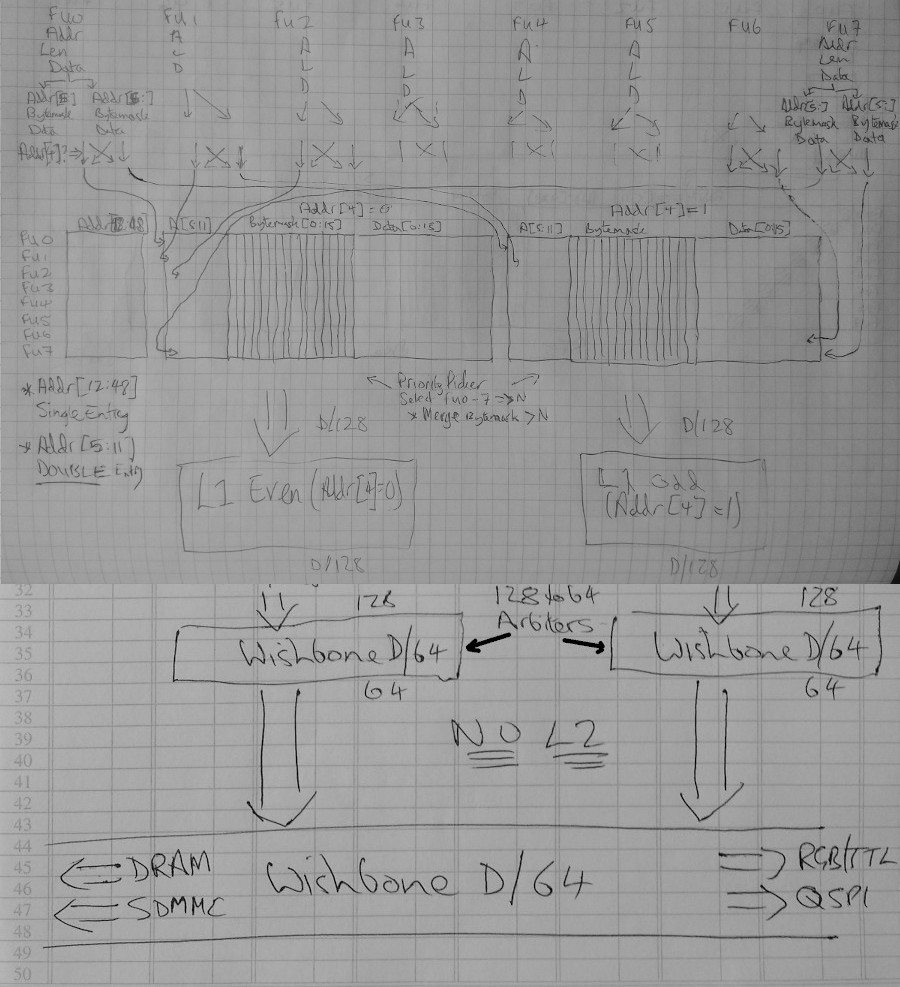 FU0 FU1 FU2 FU3 FU4 FU5 FU6 FU7
Addr A A A A A Addr
Len L L L L L Len
Data D D D D D Data
Addr[5:] Addr[5:] Addr[5:] Addr[5:]
Bytemask Bytemask Bytemask Bytemask
Data Data Data Data
Addr[4]?⇒
Addr[4]=0 Addr[4]=1
Addr[12:48] A[5:11] Bytemask[0:15] Data[0:15] A[5:11] Bytemask Data[0:15]
FU0
FU1
FU2
FU3
FU4
FU5
FU6
FU7
* Addr[12:48]
Single Entry
* Addr[5:11]
DOUBLE Entry
Priority Picker
Select fu0-7 => N
* Merge Bytemask > N
D/128 D/128
L1 Even (Addr[4]=0) L1 odd
(Addr[4]=1)
D/128 D/128
32
33
34
35
36
37
38
39
40
41
42
43
44
45
46
47
48
49
50
128 128 to 64 128
Arbiters
Wishbone D/64 Wishbone D/64
64 64
NO L2
DRAM Wishbone D/64 RGB/TTL
SDMMC QSPI